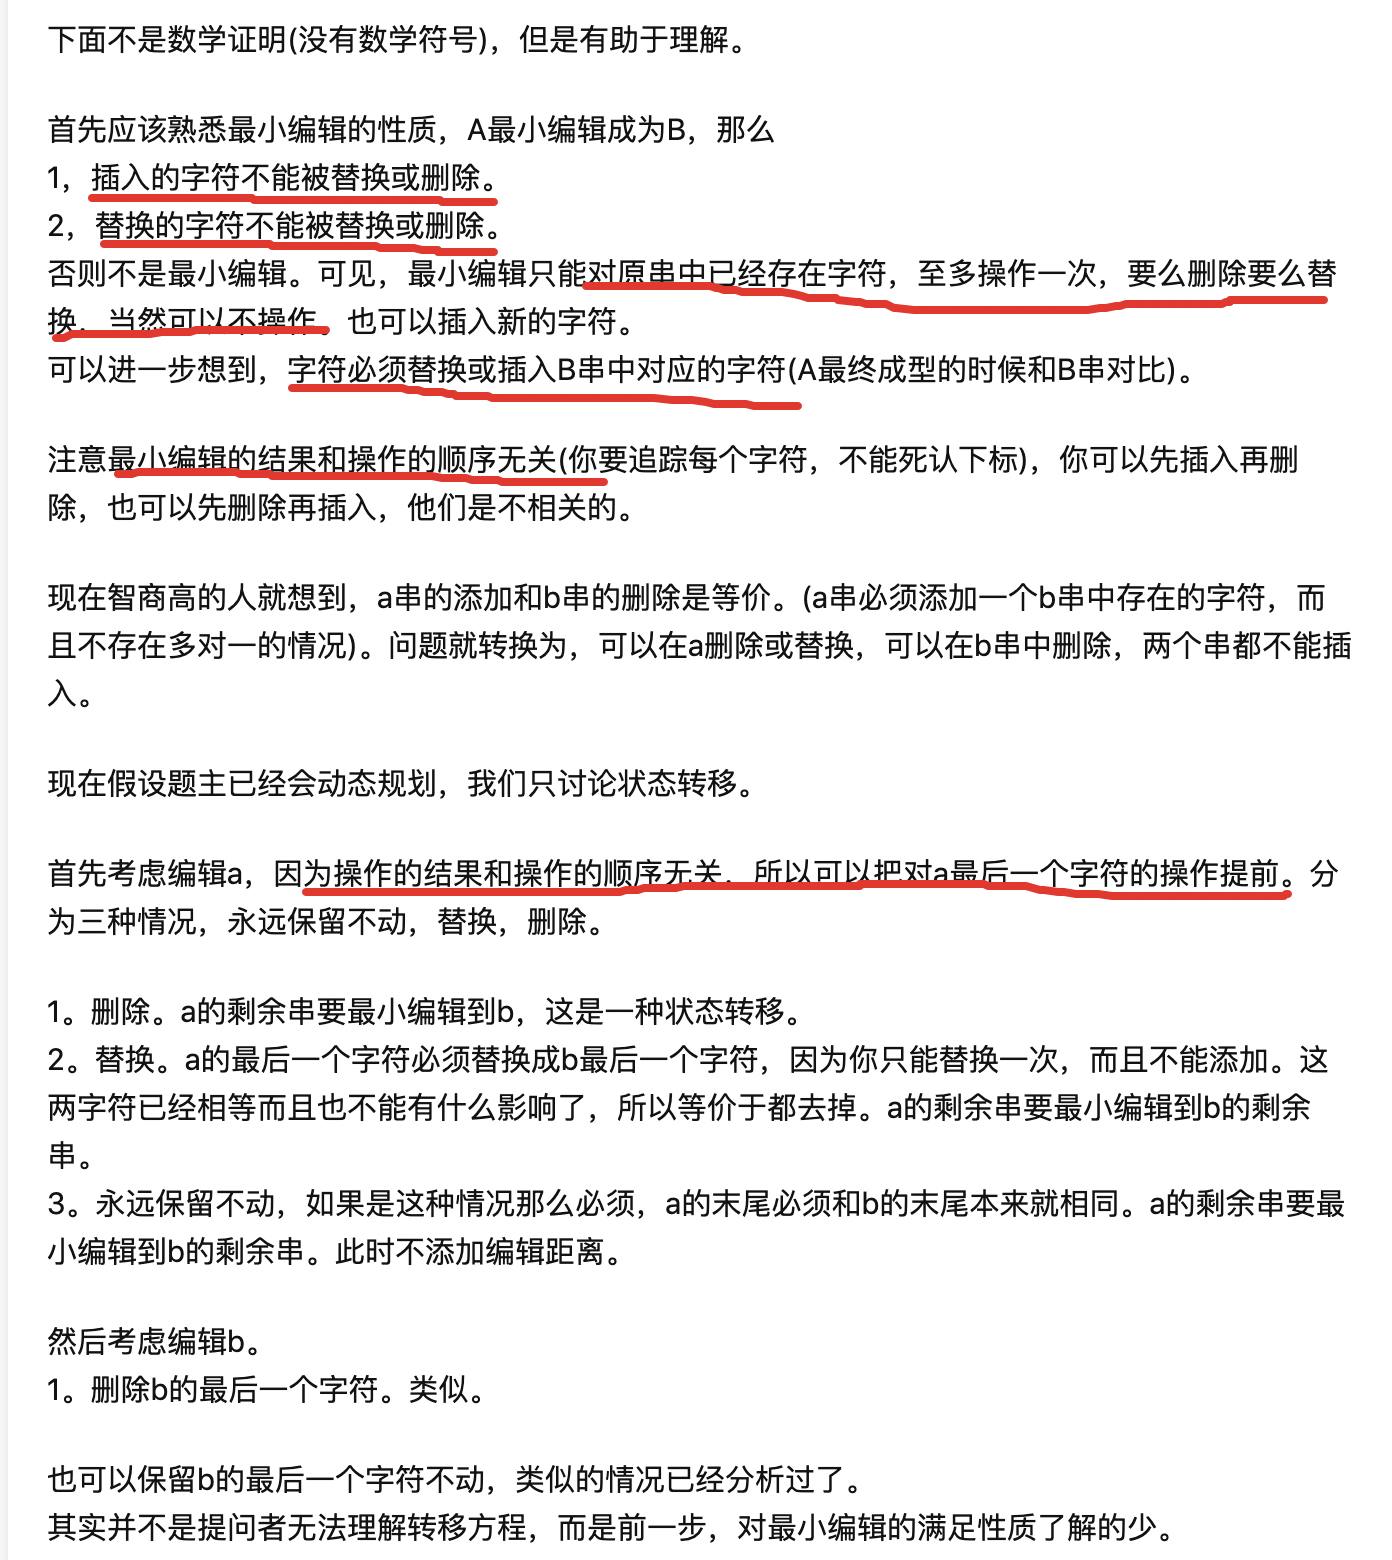 下面不是数学证明(没有数学符号)，但是有助于理解。
首先应该熟悉最小编辑的性质，A最小编辑成为B，那么
1，插入的字符不能被替换或删除。
2，替换的字符不能被替换或删除。
否则不是最小编辑。可见，最小编辑只能对原串中已经存在字符，至多操作一次，要么删除要么替
换，当然可以不操作。也可以插入新的字符。
可以进一步想到，字符必须替换或插入B串中对应的字符(A最终成型的时候和B串对比)。
注意最小编辑的结果和操作的顺序无关(你要追踪每个字符，不能死认下标)，你可以先插入再删
除，也可以先删除再插入，他们是不相关的。
现在智商高的人就想到，a串的添加和b串的删除是等价。(a串必须添加一个b串中存在的字符，而
且不存在多对一的情况)。问题就转换为，可以在a删除或替换，可以在b串中删除，两个串都不能插
入。
现在假设题主已经会动态规划，我们只讨论状态转移。
首先考虑编辑a，因为操作的结果和操作的顺序无关，所以可以把对a最后一个字符的操作提前。分
为三种情况，永远保留不动，替换，删除。
1。删除。a的剩余串要最小编辑到b，这是一种状态转移。
2。替换。a的最后一个字符必须替换成b最后一个字符，因为你只能替换一次，而且不能添加。这
两字符已经相等而且也不能有什么影响了，所以等价于都去掉。a的剩余串要最小编辑到b的剩余
串。
3。永远保留不动，如果是这种情况那么必须，a的末尾必须和b的末尾本来就相同。a的剩余串要最
小编辑到b的剩余串。此时不添加编辑距离。
然后考虑编辑b。
1。删除b的最后一个字符。类似。
也可以保留b的最后一个字符不动，类似的情况已经分析过了。
其实并不是提问者无法理解转移方程，而是前一步，对最小编辑的满足性质了解的少。